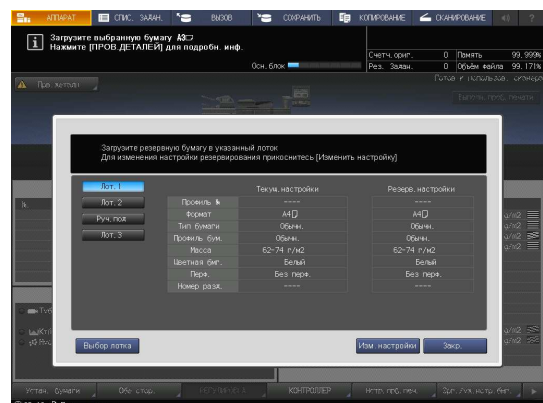 АППАРАТ
СПИС. ЗАДАН.
ВЫЗОВ
СОХРАНИТЬ
КОПИРОВАНИЕ
СКАНИРОВАНИЕ
?
Загрузите выбранную бумагу A3
Нажмите [ПРОВ.ДЕТАЛЕЙ] для подробн. инф.
Осн. блок
Счетч. ориг. 0 Память 99.999%
Рез. Задан. 0 Объём файла 99.171%
Загрузите резервную бумагу в указанный лоток
Для изменения настройки резервирования прикоснитесь [Изменить настройку]
Лот. 1
Лот. 2
Руч. под
Лот. 3
Текущ. настройки
Резерв. настройки
Профиль № ---- ----
Формат A4 A4
Тип бумаги Обычн. Обычн.
Профиль бум. Обычн. Обычн.
Масса 62-74 г/м2 62-74 г/м2
Цветная бмг. Белый Белый
Перф. Без перф. Без перф.
Номер разд. ---- ----
Выбор лотка
Изм. настройки
Закр.
КОНТРОЛЛЕР